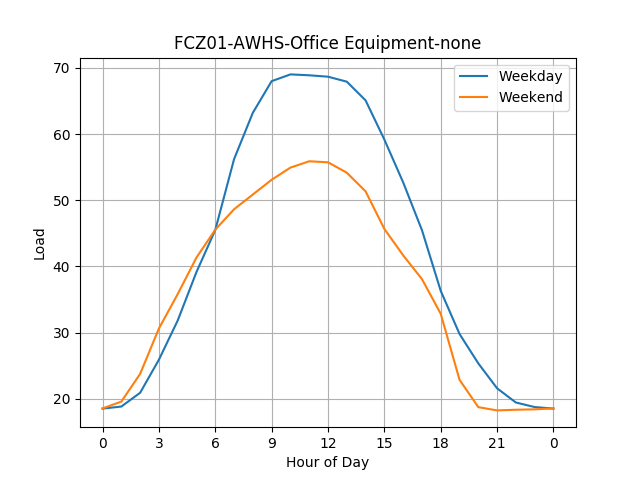 FCZ01-AWHS-Office Equipment-none
Weekday
Weekend
70
60
50
40
30
20
Load
0 3 6 9 12 15 18 21 0
Hour of Day